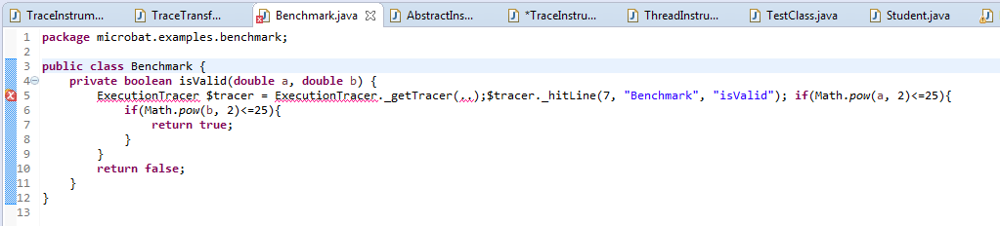 TraceInstrum... TraceTransf... Benchmark.java AbstractIns... *TraceInstru... ThreadInstru... TestClass.java Student.java
1 package microbat.examples.benchmark;
2
3 public class Benchmark {
4 private boolean isValid(double a, double b) {
5 ExecutionTracer $tracer = ExecutionTracer._getTracer(,,);$tracer._hitLine(7, "Benchmark", "isValid"); if(Math.pow(a, 2)<=25){
6 if(Math.pow(b, 2)<=25){
7 return true;
8 }
9 }
10 return false;
11 }
12 }
13